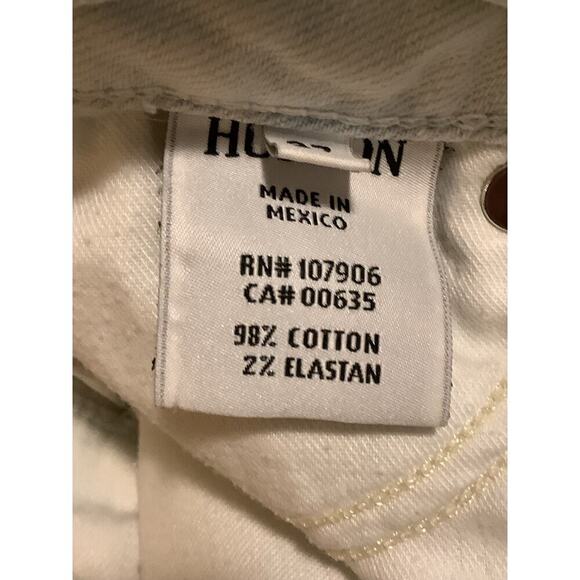 MADE IN
MEXICO
RN# 107906
CA# 00635
98% COTTON
2% ELASTAN